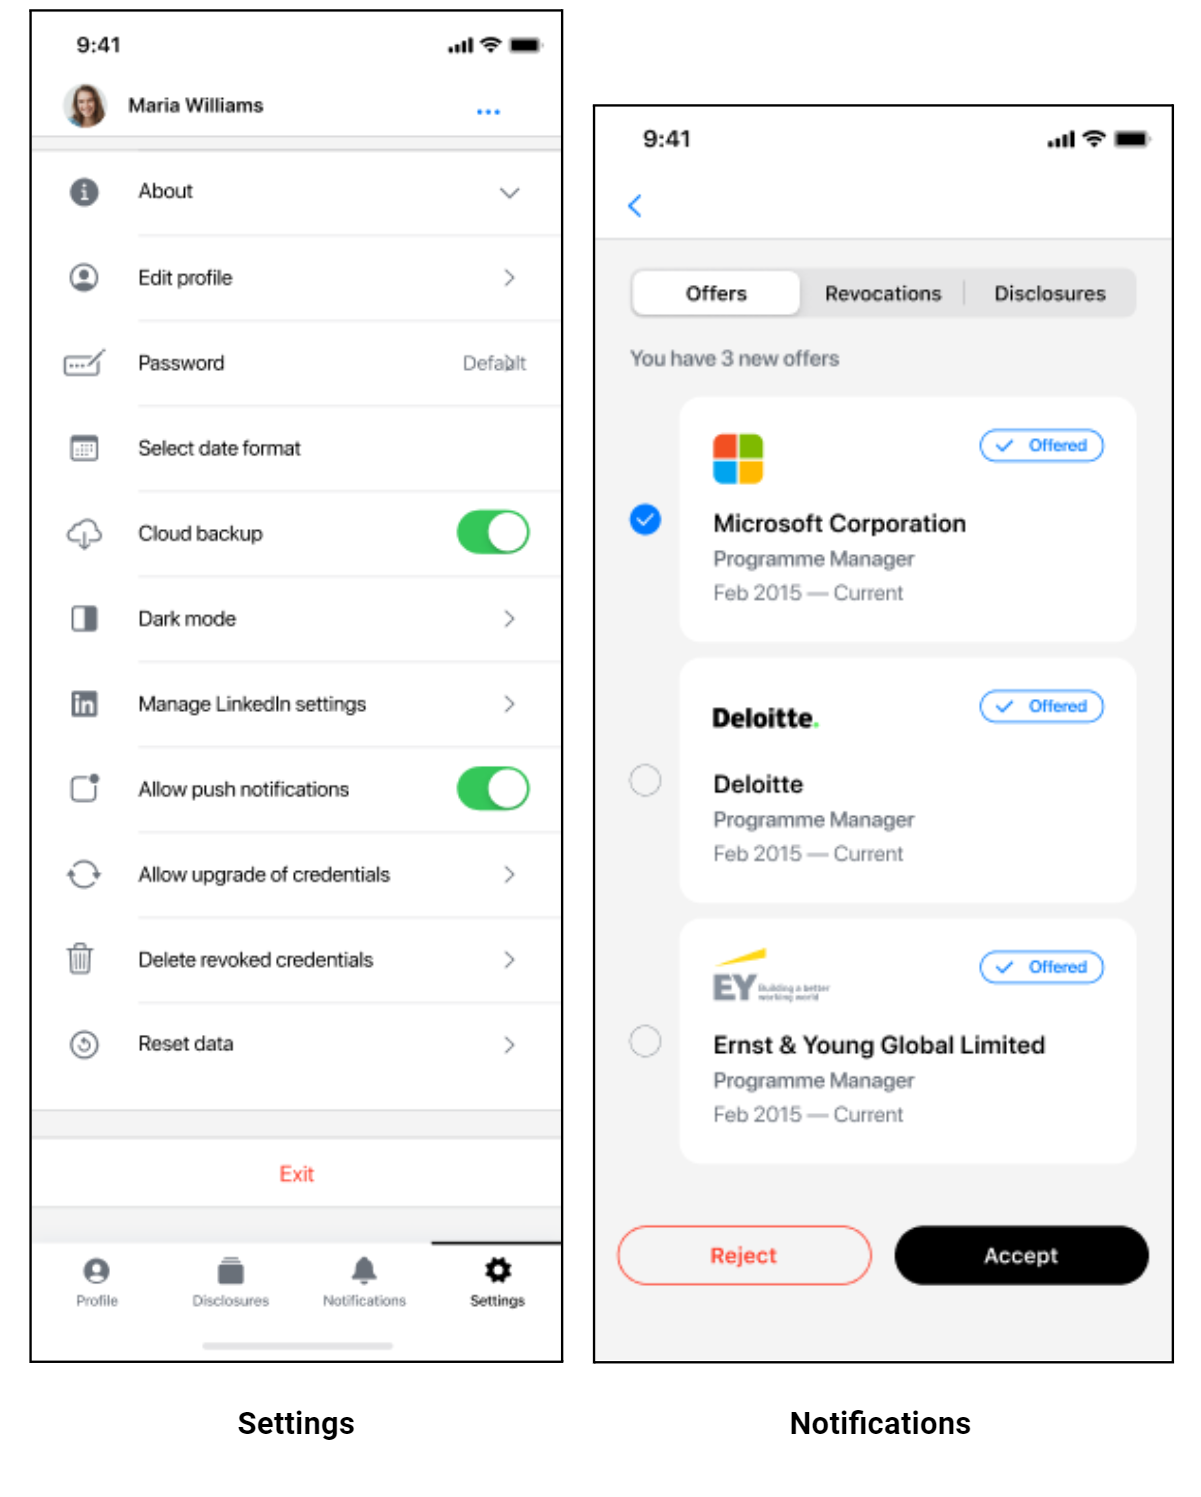 9:41
Maria Williams
About
Edit profile
Password
Default
Select date format
Cloud backup
Dark mode
Manage LinkedIn settings
Allow push notifications
Allow upgrade of credentials
Delete revoked credentials
Reset data
Exit
Profile
Disclosures
Notifications
Settings
Settings
9:41
Offers
Revocations
Disclosures
You have 3 new offers
Offered
Microsoft Corporation
Programme Manager
Feb 2015 — Current
Deloitte.
Offered
Deloitte
Programme Manager
Feb 2015 — Current
EY
Building a better
working world
Offered
Ernst & Young Global Limited
Programme Manager
Feb 2015 — Current
Reject
Accept
Notifications